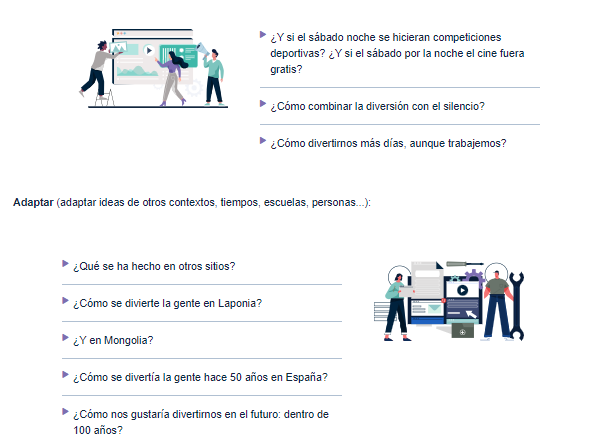 ¿Y si el sábado noche se hicieran competiciones
deportivas? ¿Y si el sábado por la noche el cine fuera
gratis?
¿Cómo combinar la diversión con el silencio?
¿Cómo divertirnos más días, aunque trabajemos?
Adaptar (adaptar ideas de otros contextos, tiempos, escuelas, personas...):
¿Qué se ha hecho en otros sitios?
¿Cómo se divierte la gente en Laponia?
¿Y en Mongolia?
¿Cómo se divertía la gente hace 50 años en España?
¿Cómo nos gustaría divertirnos en el futuro: dentro de
100 años?